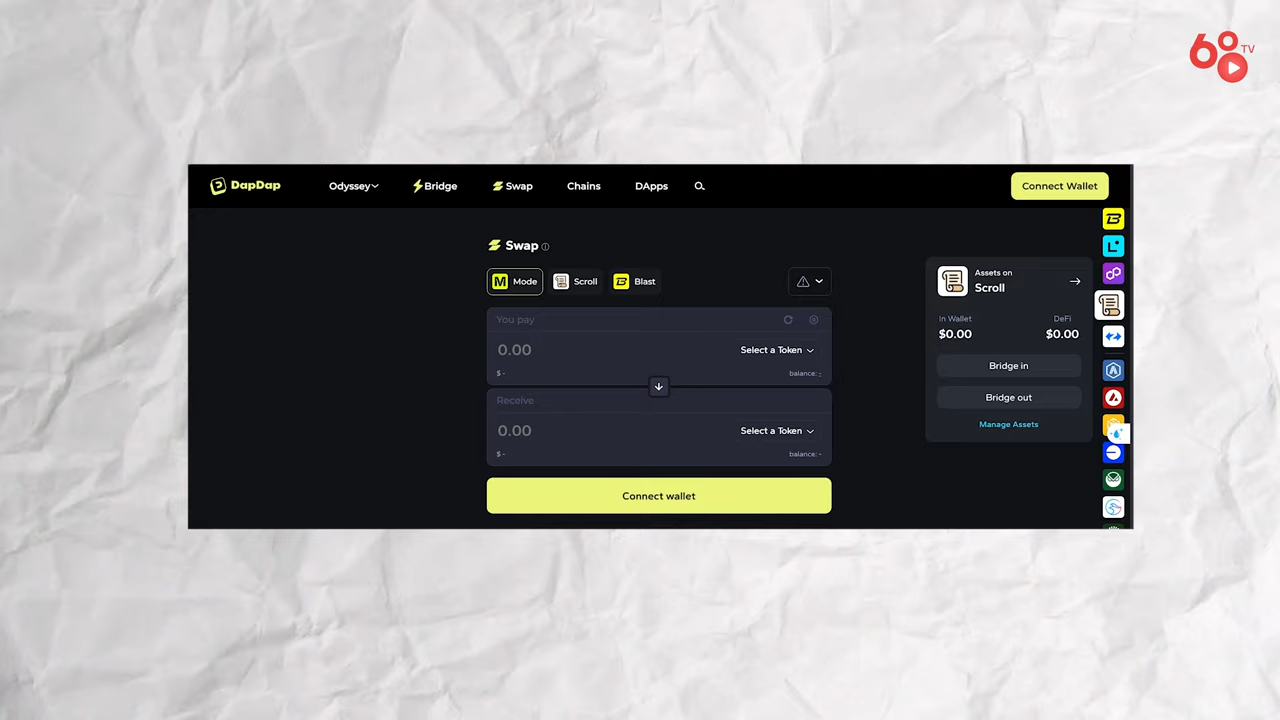 68 TV
DapDap
Odyssey
Bridge
Swap
Chains
DApps
Connect Wallet
Swap
Mode
Scroll
Blast
You pay
0.00
Select a Token
$ -
balance: -
Receive
0.00
Select a Token
$ -
balance: -
Connect wallet
Assets on
Scroll
In Wallet
DeFi
$0.00
$0.00
Bridge in
Bridge out
Manage Assets